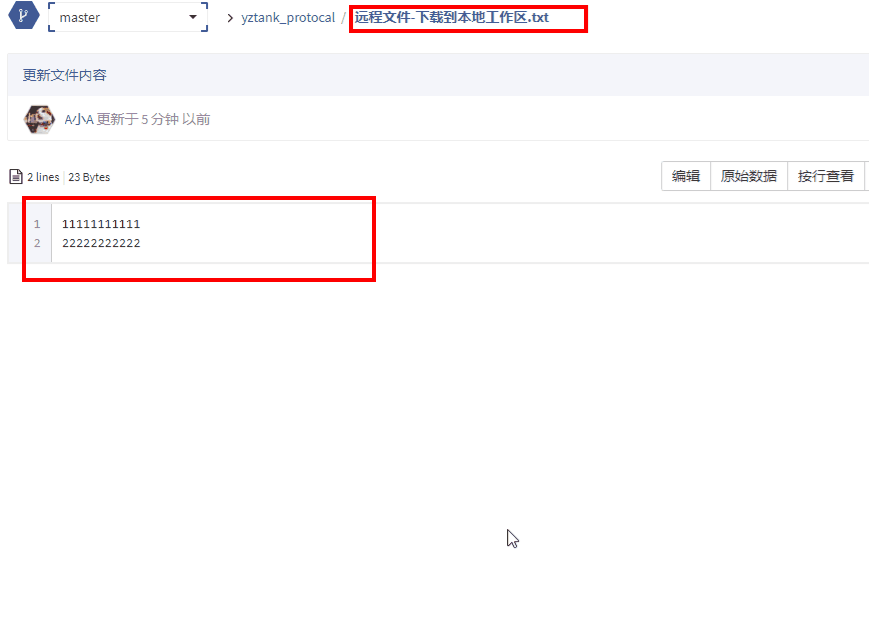 master
yztank_protocal / 远程文件-下载到本地工作区.txt
更新文件内容
A小A 更新于 5 分钟 以前
2 lines 23 Bytes
编辑 原始数据 按行查看
1 11111111111
2 22222222222